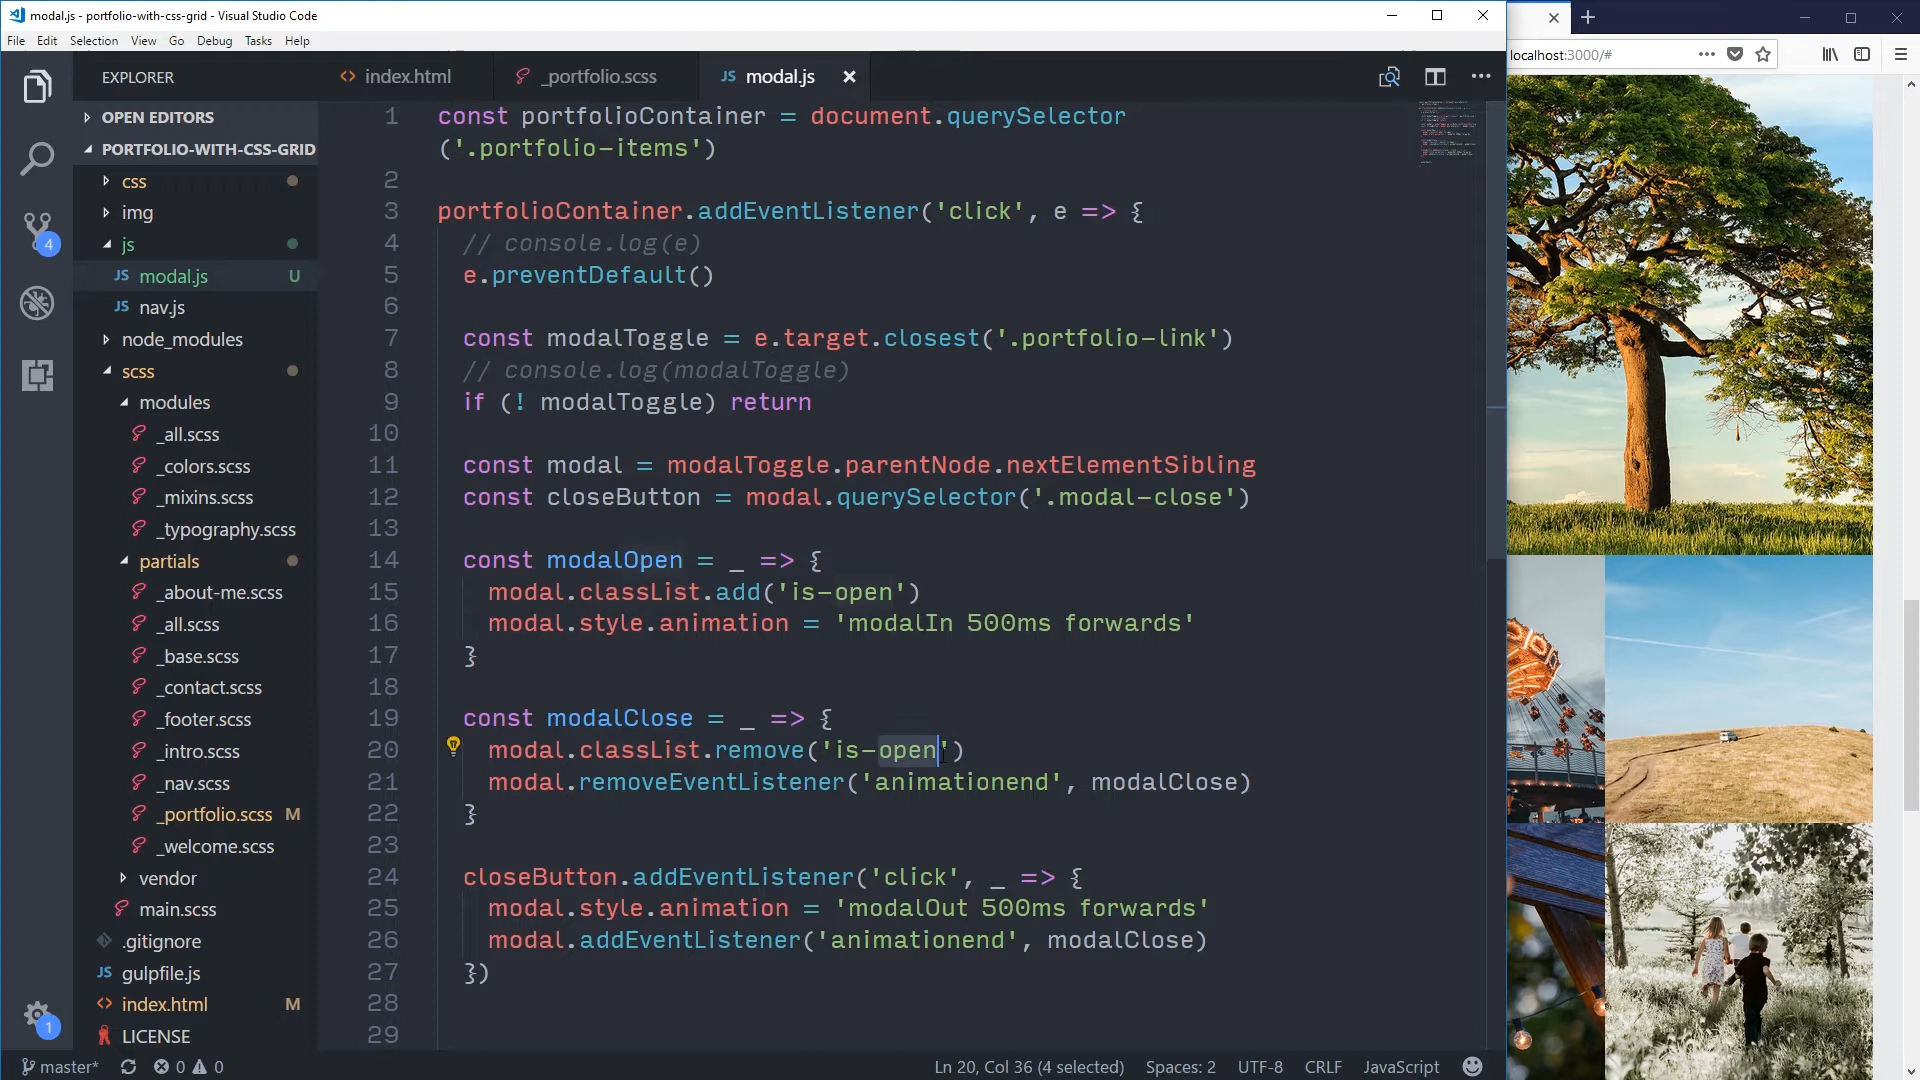 modal.js - portfolio-with-css-grid - Visual Studio Code
File Edit Selection View Go Debug Tasks Help
localhost:3000/#
EXPLORER
OPEN EDITORS
PORTFOLIO-WITH-CSS-GRID
css
img
js
JS modal.js U
JS nav.js
node_modules
scss
modules
_all.scss
_colors.scss
_mixins.scss
_typography.scss
partials
_about-me.scss
_all.scss
_base.scss
_contact.scss
_footer.scss
_intro.scss
_nav.scss
_portfolio.scss M
_welcome.scss
vendor
main.scss
.gitignore
JS gulpfile.js
<> index.html M
LICENSE
4
1
<> index.html
_portfolio.scss
JS modal.js
1 const portfolioContainer = document.querySelector
('.portfolio-items')
2
3 portfolioContainer.addEventListener('click', e => {
4 // console.log(e)
5 e.preventDefault()
6
7 const modalToggle = e.target.closest('.portfolio-link')
8 // console.log(modalToggle)
9 if (! modalToggle) return
10
11 const modal = modalToggle.parentNode.nextElementSibling
12 const closeButton = modal.querySelector('.modal-close')
13
14 const modalOpen = _ => {
15 modal.classList.add('is-open')
16 modal.style.animation = 'modalIn 500ms forwards'
17 }
18
19 const modalClose = _ => {
20 modal.classList.remove('is-open')
21 modal.removeEventListener('animationend', modalClose)
22 }
23
24 closeButton.addEventListener('click', _ => {
25 modal.style.animation = 'modalOut 500ms forwards'
26 modal.addEventListener('animationend', modalClose)
27 })
28
29
master* 0 0 Ln 20, Col 36 (4 selected) Spaces: 2 UTF-8 CRLF JavaScript